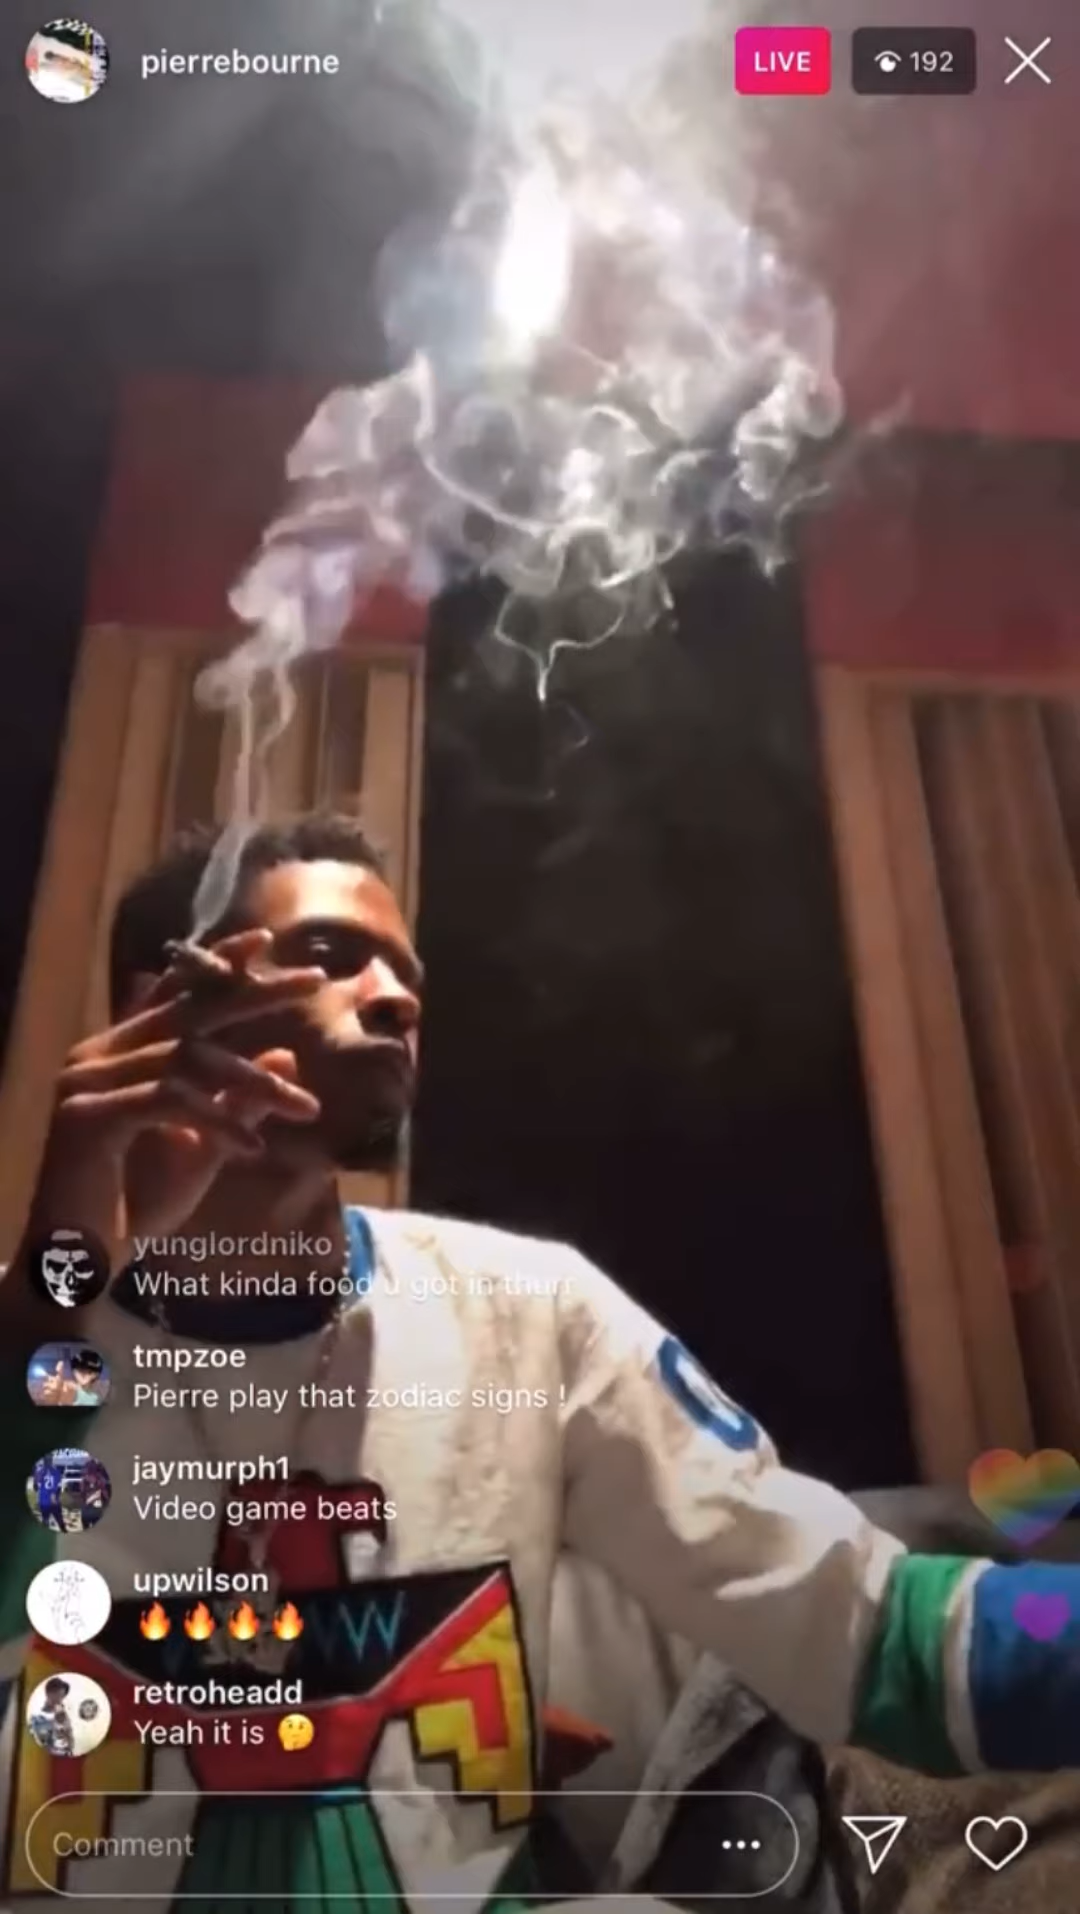 pierrebourne
LIVE
192
yunglordniko
What kinda food u got in thurr
tmpzoe
Pierre play that zodiac signs !
jaymurph1
Video game beats
upwilson
🔥🔥🔥🔥
retroheadd
Yeah it is 🤔
Comment